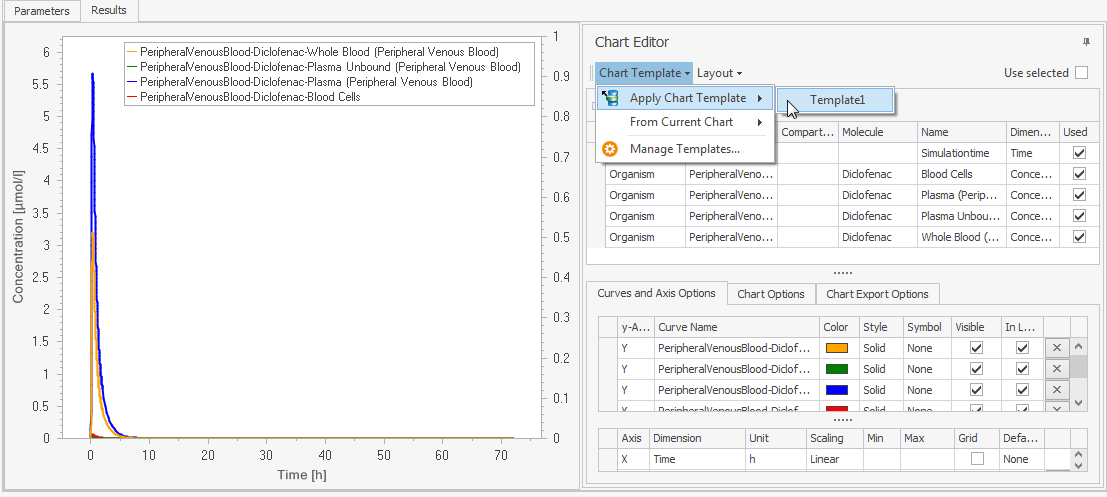 Parameters Results
PeripheralVenousBlood-Diclofenac-Whole Blood (Peripheral Venous Blood)
PeripheralVenousBlood-Diclofenac-Plasma Unbound (Peripheral Venous Blood)
PeripheralVenousBlood-Diclofenac-Plasma (Peripheral Venous Blood)
PeripheralVenousBlood-Diclofenac-Blood Cells
Concentration [µmol/l]
6
5.5
5
4.5
4
3.5
3
2.5
2
1.5
1
0.5
0
1
0.9
0.8
0.7
0.6
0.5
0.4
0.3
0.2
0.1
0
0 10 20 30 40 50 60 70
Time [h]
Chart Editor
Chart Template Layout Use selected
Apply Chart Template Template1
From Current Chart
Manage Templates...
Compart... Molecule Name Dimen... Used
Simulationtime Time
Organism PeripheralVeno... Diclofenac Blood Cells Conce...
Organism PeripheralVeno... Diclofenac Plasma (Perip... Conce...
Organism PeripheralVeno... Diclofenac Plasma Unbou... Conce...
Organism PeripheralVeno... Diclofenac Whole Blood (... Conce...
Curves and Axis Options Chart Options Chart Export Options
y-A... Curve Name Color Style Symbol Visible In L...
Y PeripheralVenousBlood-Diclof... Solid None
Y PeripheralVenousBlood-Diclof... Solid None
Y PeripheralVenousBlood-Diclof... Solid None
Y PeripheralVenousBlood-Diclof... Solid None
Axis Dimension Unit Scaling Min Max Grid Defa...
X Time h Linear None